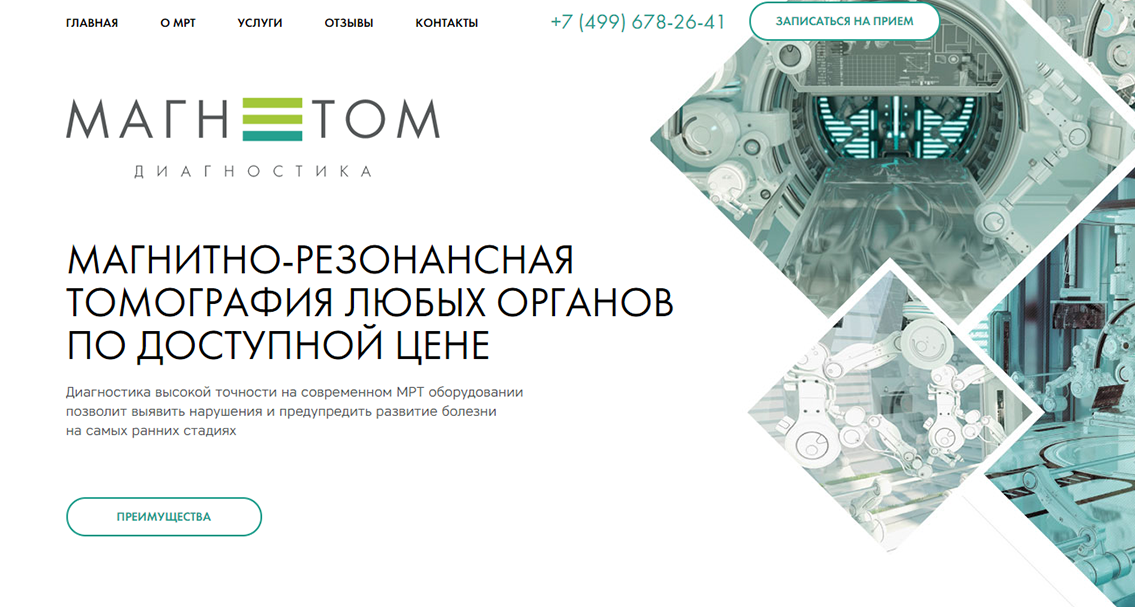 ГЛАВНАЯ О МРТ УСЛУГИ ОТЗЫВЫ КОНТАКТЫ +7 (499) 678-26-41 ЗАПИСАТЬСЯ НА ПРИЕМ
МАГНЕТОМ
ДИАГНОСТИКА
МАГНИТНО-РЕЗОНАНСНАЯ
ТОМОГРАФИЯ ЛЮБЫХ ОРГАНОВ
ПО ДОСТУПНОЙ ЦЕНЕ
Диагностика высокой точности на современном МРТ оборудовании
позволит выявить нарушения и предупредить развитие болезни
на самых ранних стадиях
ПРЕИМУЩЕСТВА